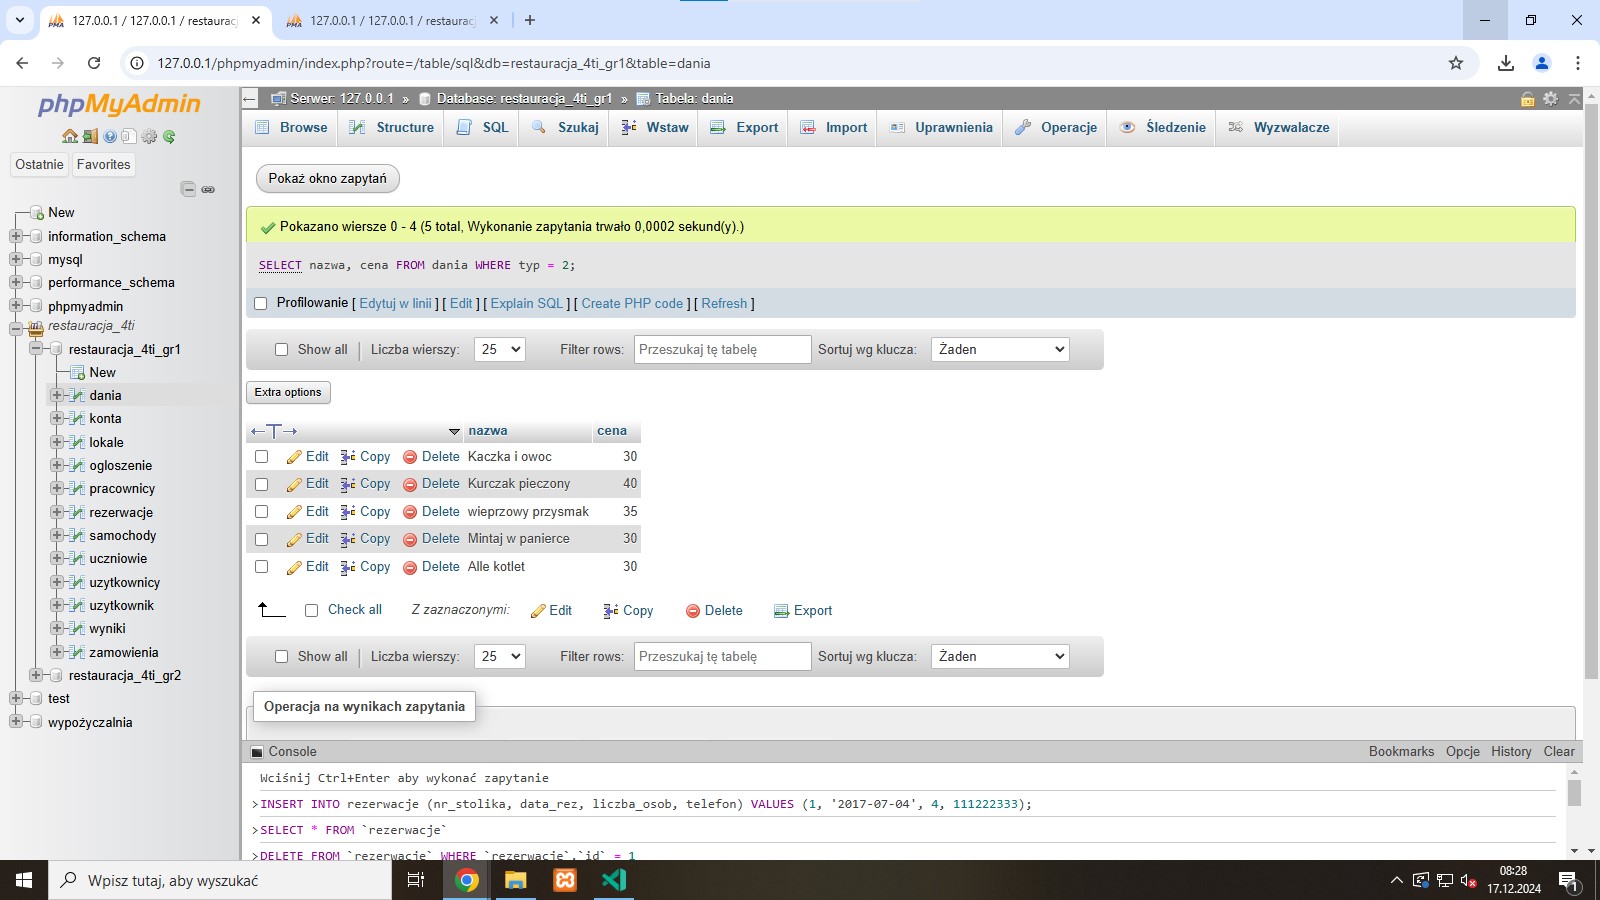 127.0.0.1 / 127.0.0.1 / restaurac
127.0.0.1 / 127.0.0.1 / restaurac
127.0.0.1/phpmyadmin/index.php?route=/table/sql&db=restauracja_4ti_gr1&table=dania
phpMyAdmin
Ostatnie
Favorites
New
information_schema
mysql
performance_schema
phpmyadmin
restauracja_4ti
restauracja_4ti_gr1
New
dania
konta
lokale
ogloszenie
pracownicy
rezerwacje
samochody
uczniowie
uzytkownicy
uzytkownik
wyniki
zamowienia
restauracja_4ti_gr2
test
wypożyczalnia
Serwer: 127.0.0.1 » Database: restauracja_4ti_gr1 » Tabela: dania
Browse Structure SQL Szukaj Wstaw Export Import Uprawnienia Operacje Śledzenie Wyzwalacze
Pokaż okno zapytań
Pokazano wiersze 0 - 4 (5 total, Wykonanie zapytania trwało 0,0002 sekund(y).)
SELECT nazwa, cena FROM dania WHERE typ = 2;
Profilowanie [ Edytuj w linii ] [ Edit ] [ Explain SQL ] [ Create PHP code ] [ Refresh ]
Show all Liczba wierszy: 25 Filter rows: Przeszukaj tę tabelę Sortuj wg klucza: Żaden
Extra options
nazwa cena
Edit Copy Delete Kaczka i owoc 30
Edit Copy Delete Kurczak pieczony 40
Edit Copy Delete wieprzowy przysmak 35
Edit Copy Delete Mintaj w panierce 30
Edit Copy Delete Alle kotlet 30
Check all Z zaznaczonymi: Edit Copy Delete Export
Show all Liczba wierszy: 25 Filter rows: Przeszukaj tę tabelę Sortuj wg klucza: Żaden
Operacja na wynikach zapytania
Console Bookmarks Opcje History Clear
Wciśnij Ctrl+Enter aby wykonać zapytanie
>INSERT INTO rezerwacje (nr_stolika, data_rez, liczba_osob, telefon) VALUES (1, '2017-07-04', 4, 111222333);
>SELECT * FROM `rezerwacje`
>DELETE FROM `rezerwacje` WHERE `rezerwacje`.`id` = 1
Wpisz tutaj, aby wyszukać
08:28
17.12.2024
1